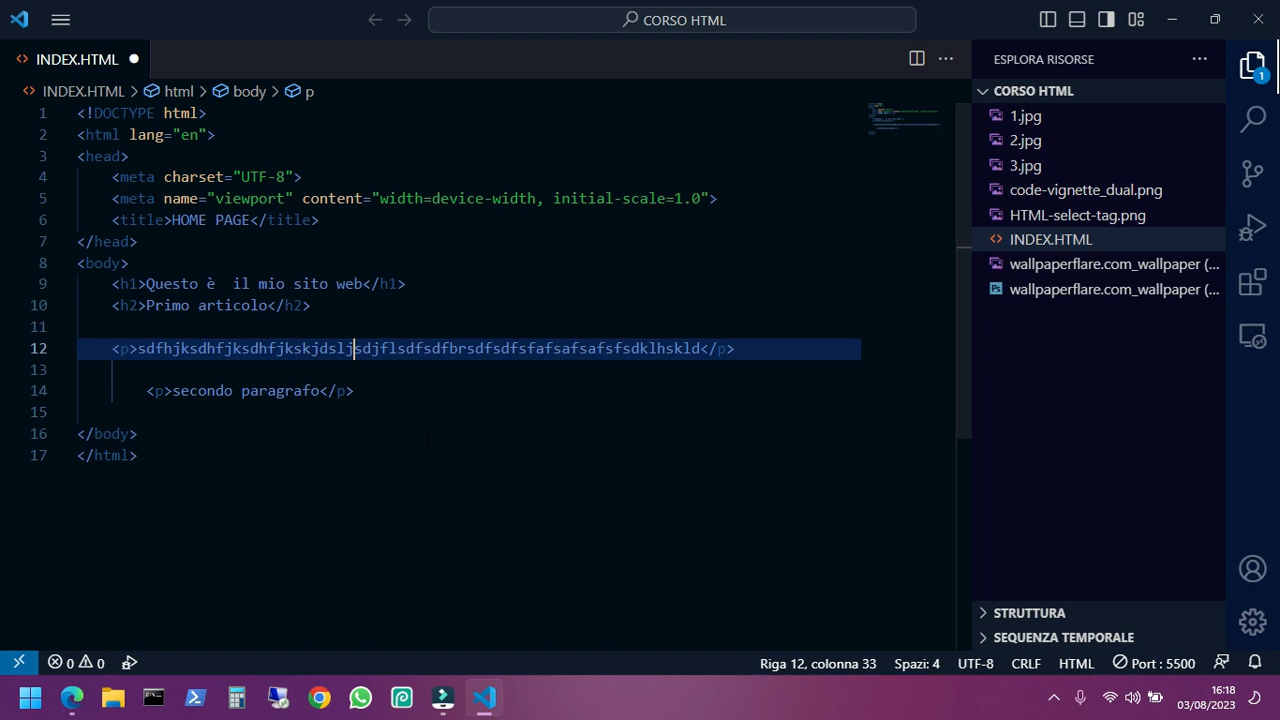 CORSO HTML
INDEX.HTML
INDEX.HTML > html > body > p
1 <!DOCTYPE html>
2 <html lang="en">
3 <head>
4 <meta charset="UTF-8">
5 <meta name="viewport" content="width=device-width, initial-scale=1.0">
6 <title>HOME PAGE</title>
7 </head>
8 <body>
9 <h1>Questo è  il mio sito web</h1>
10 <h2>Primo articolo</h2>
11
12 <p>sdfhjksdhfjksdhfjkskjdsljsdjflsdfsdfbrsdfsdfsfafsafsafsfsdklhskld</p>
13
14 <p>secondo paragrafo</p>
15
16 </body>
17 </html>
ESPLORA RISORSE
CORSO HTML
1.jpg
2.jpg
3.jpg
code-vignette_dual.png
HTML-select-tag.png
INDEX.HTML
wallpaperflare.com_wallpaper (...
wallpaperflare.com_wallpaper (...
STRUTTURA
SEQUENZA TEMPORALE
1
0 0
Riga 12, colonna 33 Spazi: 4 UTF-8 CRLF HTML Port : 5500
16:18
03/08/2023